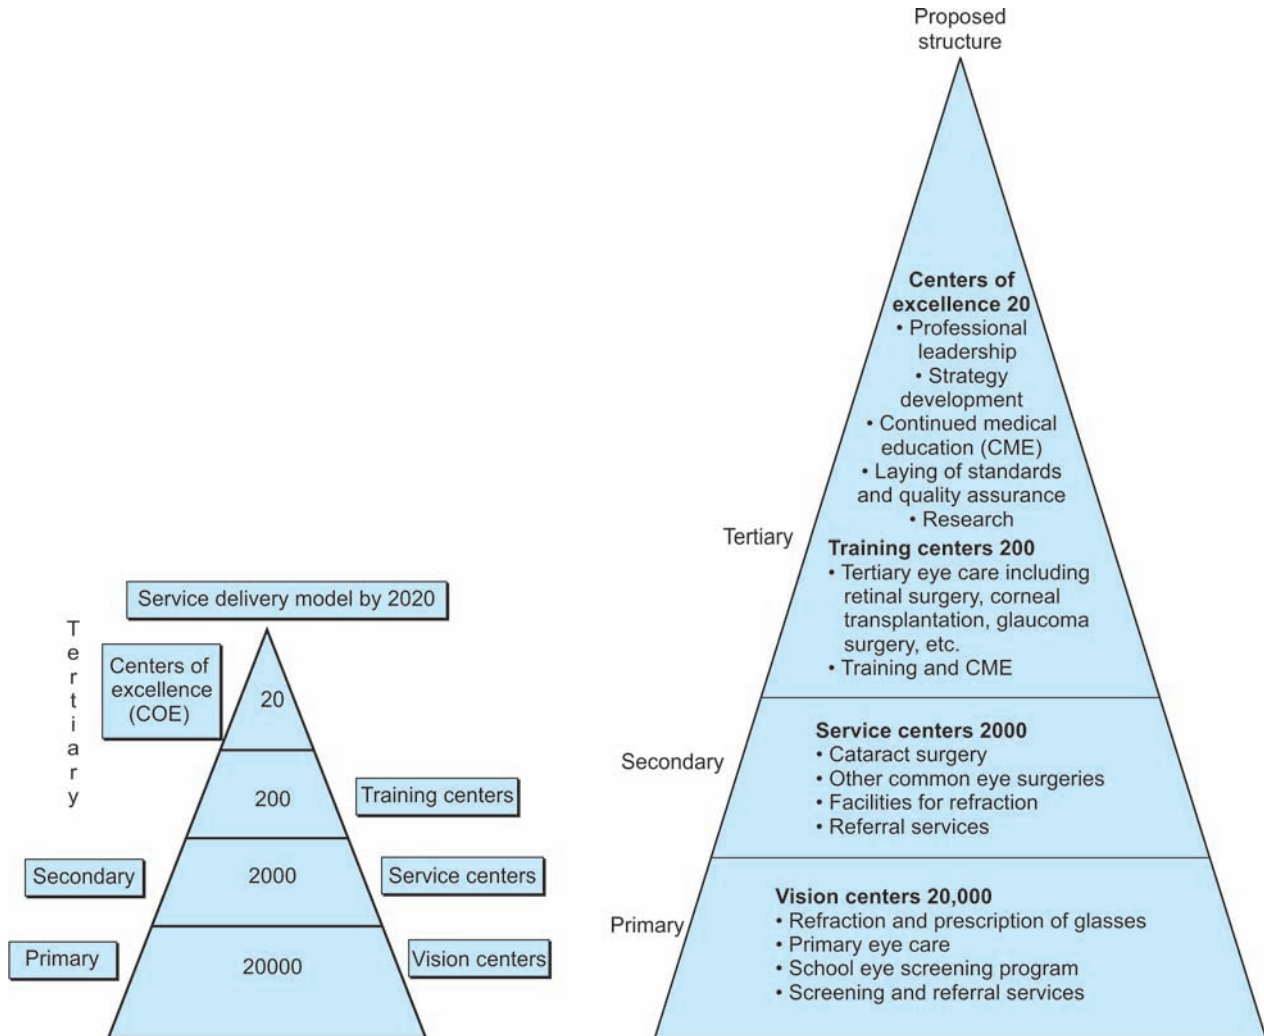 Service delivery model by 2020
Tertiary
Centers of
excellence
(COE)
20
200
Training centers
Secondary
2000
Service centers
Primary
20000
Vision centers
Proposed
structure
Centers of
excellence 20
• Professional
leadership
• Strategy
development
• Continued medical
education (CME)
• Laying of standards
and quality assurance
• Research
Tertiary
Training centers 200
• Tertiary eye care including
retinal surgery, corneal
transplantation, glaucoma
surgery, etc.
• Training and CME
Secondary
Service centers 2000
• Cataract surgery
• Other common eye surgeries
• Facilities for refraction
• Referral services
Primary
Vision centers 20,000
• Refraction and prescription of glasses
• Primary eye care
• School eye screening program
• Screening and referral services